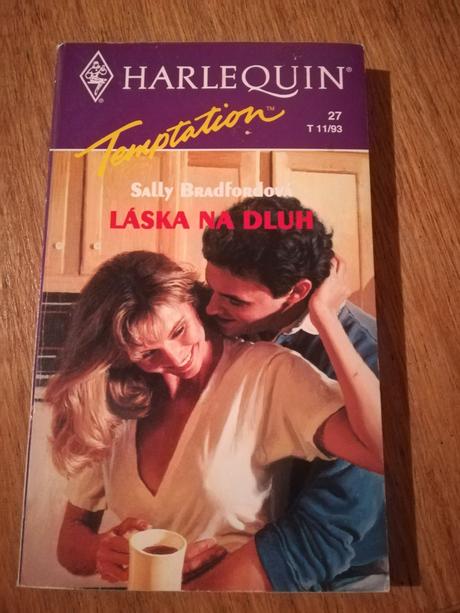 HARLEQUIN®
Temptation™
27
T 11/93
Sally Bradfordová
LÁSKA NA DLUH